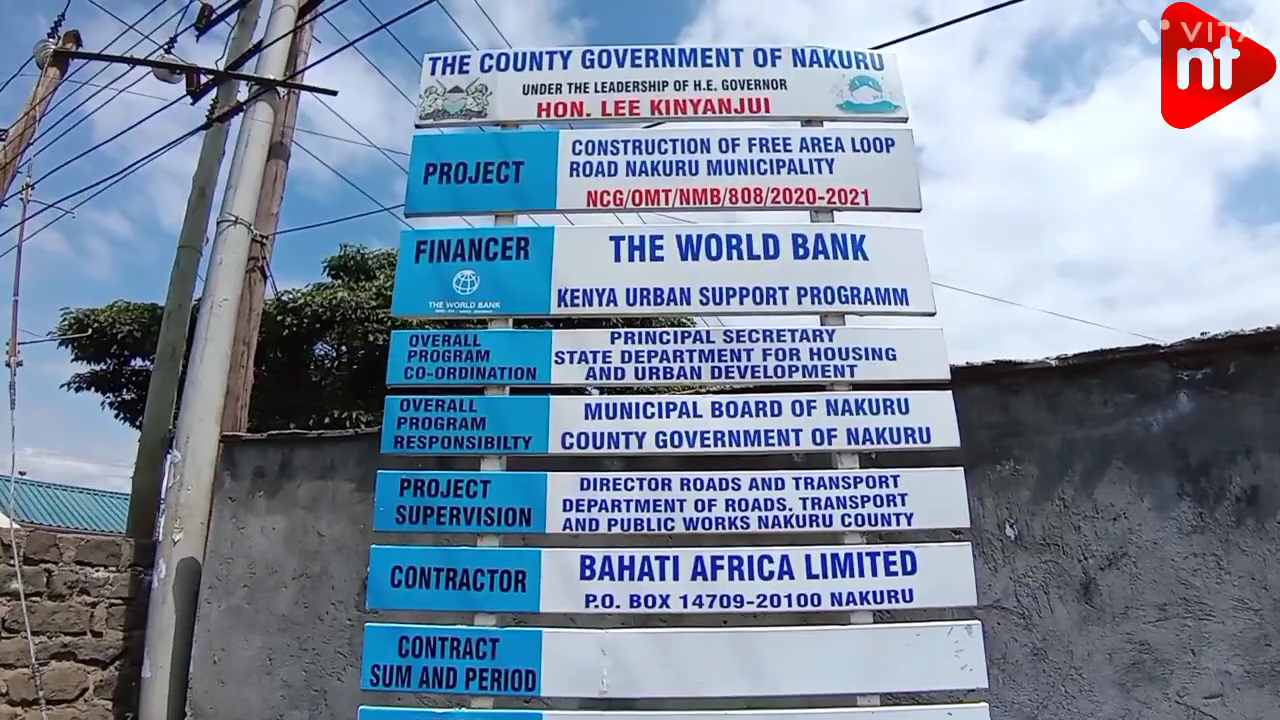 VITA
nt
THE COUNTY GOVERNMENT OF NAKURU
UNDER THE LEADERSHIP OF H.E. GOVERNOR
HON. LEE KINYANJUI
PROJECT
CONSTRUCTION OF FREE AREA LOOP
ROAD NAKURU MUNICIPALITY
NCG/OMT/NMB/808/2020-2021
FINANCER
THE WORLD BANK
THE WORLD BANK
KENYA URBAN SUPPORT PROGRAMM
OVERALL
PROGRAM
CO-ORDINATION
PRINCIPAL SECRETARY
STATE DEPARTMENT FOR HOUSING
AND URBAN DEVELOPMENT
OVERALL
PROGRAM
RESPONSIBILTY
MUNICIPAL BOARD OF NAKURU
COUNTY GOVERNMENT OF NAKURU
PROJECT
SUPERVISION
DIRECTOR ROADS AND TRANSPORT
DEPARTMENT OF ROADS. TRANSPORT
AND PUBLIC WORKS NAKURU COUNTY
CONTRACTOR
BAHATI AFRICA LIMITED
P.O. BOX 14709-20100 NAKURU
CONTRACT
SUM AND PERIOD